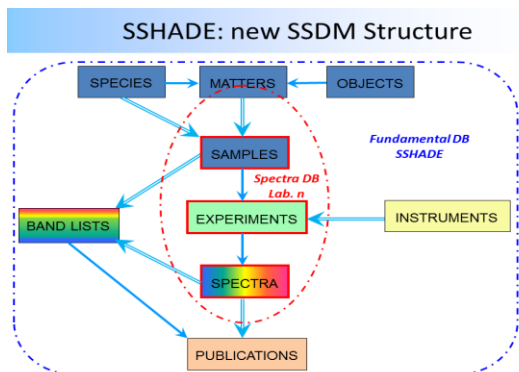 SSHADE: new SSDM Structure
SPECIES
MATTERS
OBJECTS
Fundamental DB
SSHADE
SAMPLES
Spectra DB
Lab. n
BAND LISTS
EXPERIMENTS
INSTRUMENTS
SPECTRA
PUBLICATIONS